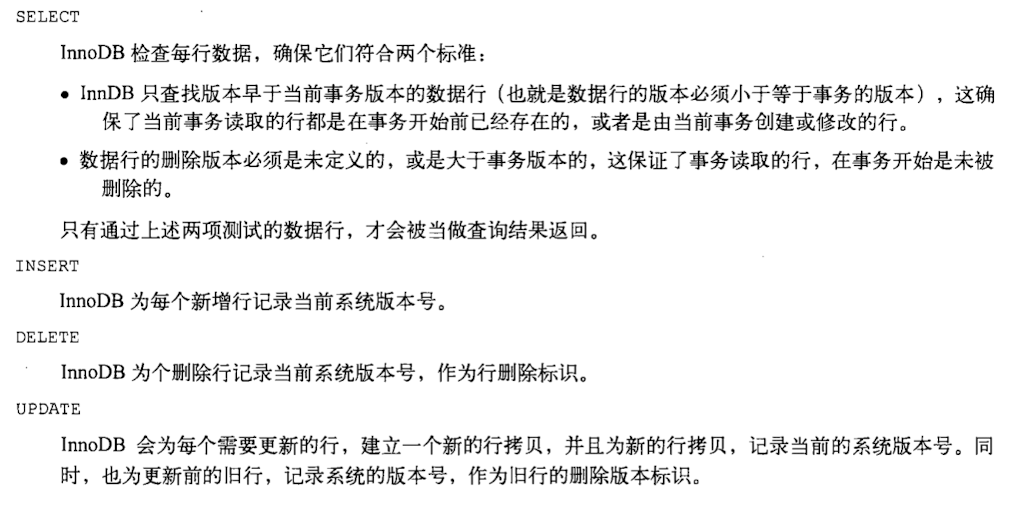 SELECT
InnoDB 检查每行数据，确保它们符合两个标准：
• InnDB 只查找版本早于当前事务版本的数据行（也就是数据行的版本必须小于等于事务的版本），这确
保了当前事务读取的行都是在事务开始前已经存在的，或者是由当前事务创建或修改的行。
• 数据行的删除版本必须是未定义的，或是大于事务版本的，这保证了事务读取的行，在事务开始是未被
删除的。
只有通过上述两项测试的数据行，才会被当做查询结果返回。
INSERT
InnoDB 为每个新增行记录当前系统版本号。
DELETE
InnoDB 为个删除行记录当前系统版本号，作为行删除标识。
UPDATE
InnoDB 会为每个需要更新的行，建立一个新的行拷贝，并且为新的行拷贝，记录当前的系统版本号。同
时，也为更新前的旧行，记录系统的版本号，作为旧行的删除版本标识。